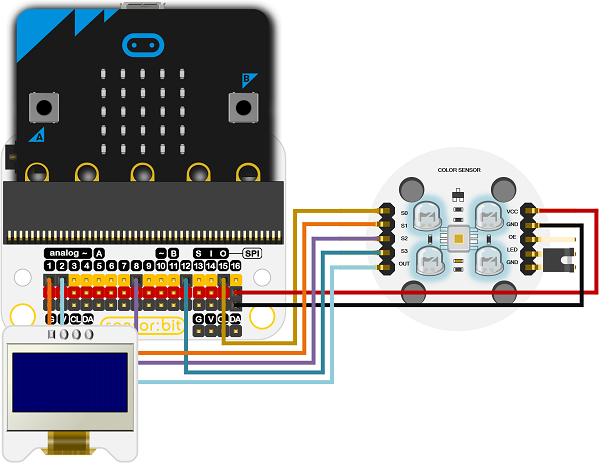 B
A
COLOR SENSOR
S0 VCC
S1 GND
S2 OE
S3 LED
OUT GND
analog ~ A ~ B S I O SPI
1 2 3 4 5 6 7 8 9 10 11 12 13 14 15 16
G V CL DA G V CL DA
sensor:bit